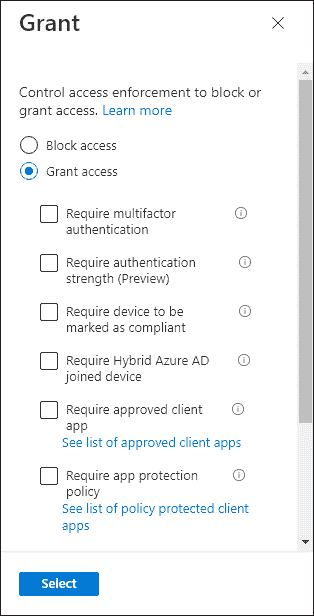 Grant
Control access enforcement to block or
grant access. Learn more
Block access
Grant access
Require multifactor
authentication
Require authentication
strength (Preview)
Require device to be
marked as compliant
Require Hybrid Azure AD
joined device
Require approved client
app
See list of approved client apps
Require app protection
policy
See list of policy protected client
apps
Select